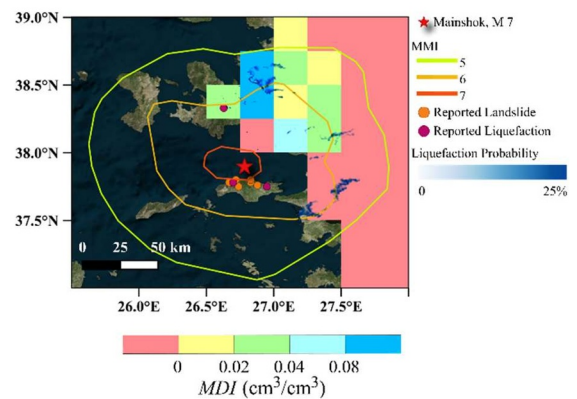 39.0°N
38.5°N
38.0°N
37.5°N
0 25 50 km
26.0°E 26.5°E 27.0°E 27.5°E
Mainshok, M 7
MMI
5
6
7
Reported Landslide
Reported Liquefaction
Liquefaction Probability
0 25%
0 0.02 0.04 0.08
MDI (cm³/cm³)